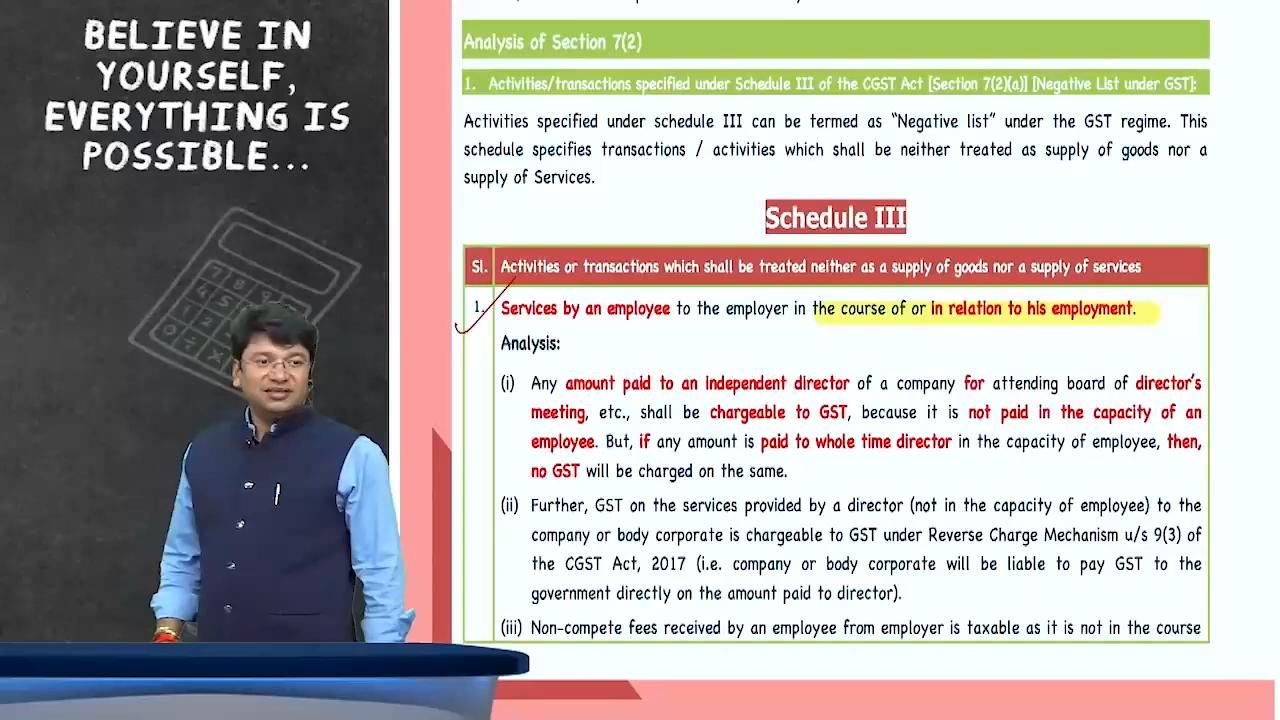 BELIEVE IN
YOURSELF,
EVERYTHING IS
POSSIBLE...
Analysis of Section 7(2)
1. Activities/transactions specified under Schedule III of the CGST Act [Section 7(2)(a)] [Negative List under GST]:
Activities specified under schedule III can be termed as “Negative list” under the GST regime. This
schedule specifies transactions / activities which shall be neither treated as supply of goods nor a
supply of Services.
Schedule III
Sl. Activities or transactions which shall be treated neither as a supply of goods nor a supply of services
1. Services by an employee to the employer in the course of or in relation to his employment.
Analysis:
(i) Any amount paid to an independent director of a company for attending board of director's
meeting, etc., shall be chargeable to GST, because it is not paid in the capacity of an
employee. But, if any amount is paid to whole time director in the capacity of employee, then,
no GST will be charged on the same.
(ii) Further, GST on the services provided by a director (not in the capacity of employee) to the
company or body corporate is chargeable to GST under Reverse Charge Mechanism u/s 9(3) of
the CGST Act, 2017 (i.e. company or body corporate will be liable to pay GST to the
government directly on the amount paid to director).
(iii) Non-compete fees received by an employee from employer is taxable as it is not in the course